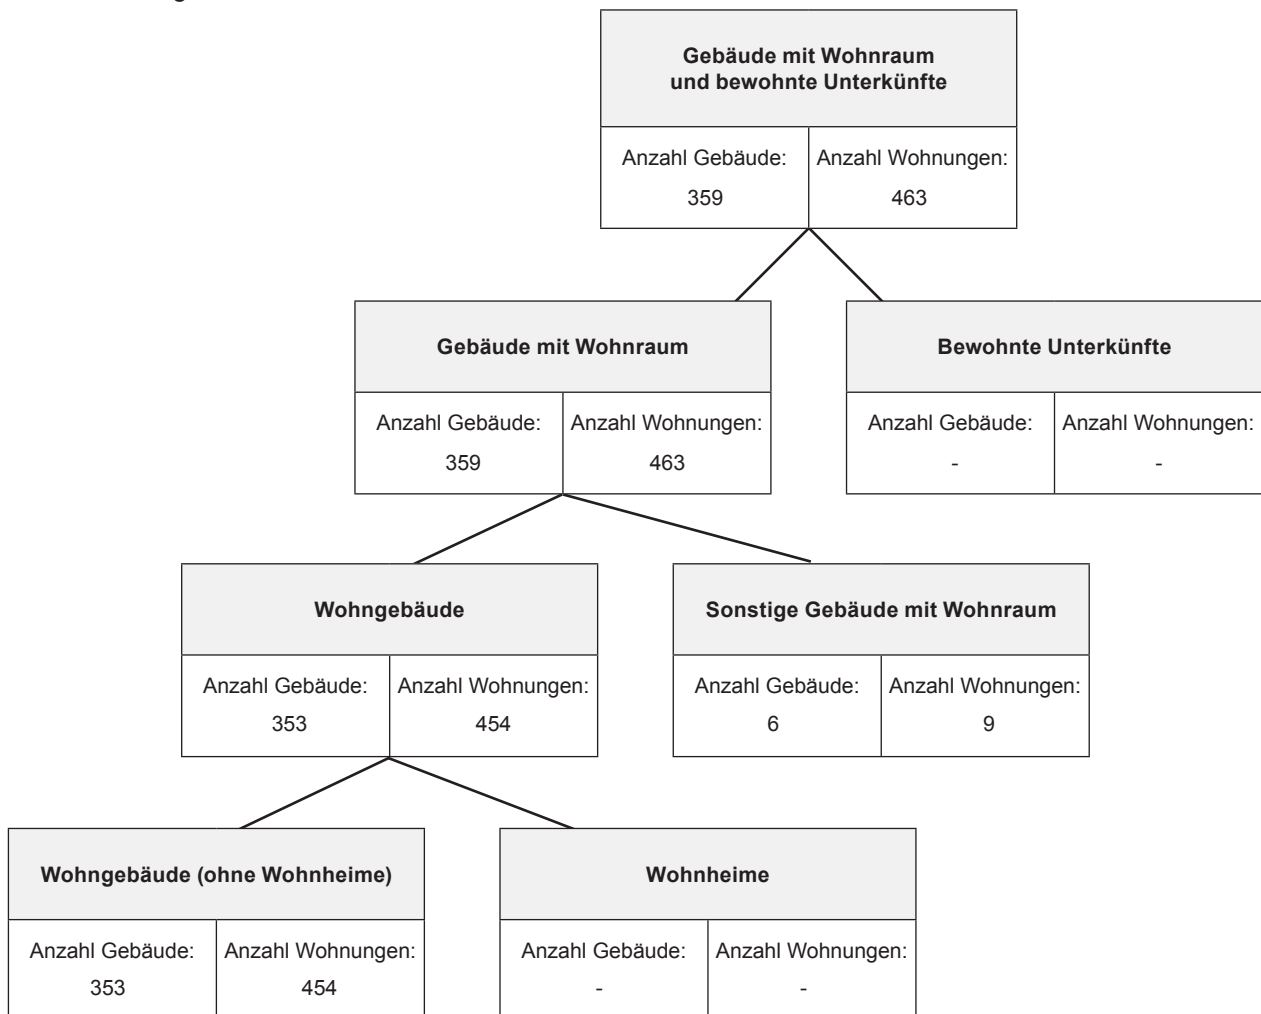 Gebäude mit Wohnraum
und bewohnte Unterkünfte
Anzahl Gebäude: Anzahl Wohnungen:
359 463
Gebäude mit Wohnraum
Anzahl Gebäude: Anzahl Wohnungen:
359 463
Bewohnte Unterkünfte
Anzahl Gebäude: Anzahl Wohnungen:
- -
Wohngebäude
Anzahl Gebäude: Anzahl Wohnungen:
353 454
Sonstige Gebäude mit Wohnraum
Anzahl Gebäude: Anzahl Wohnungen:
6 9
Wohngebäude (ohne Wohnheime)
Anzahl Gebäude: Anzahl Wohnungen:
353 454
Wohnheime
Anzahl Gebäude: Anzahl Wohnungen:
- -